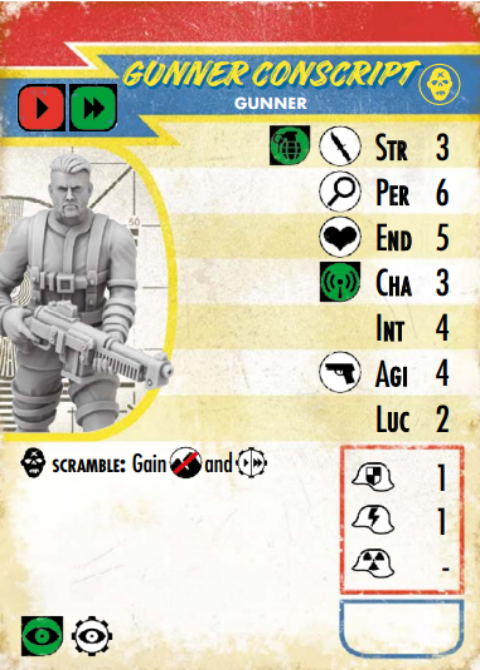 GUNNER CONSCRIPT
GUNNER
STR 3
PER 6
END 5
CHA 3
INT 4
AGI 4
LUC 2
SCRAMBLE: Gain and
1
1
-